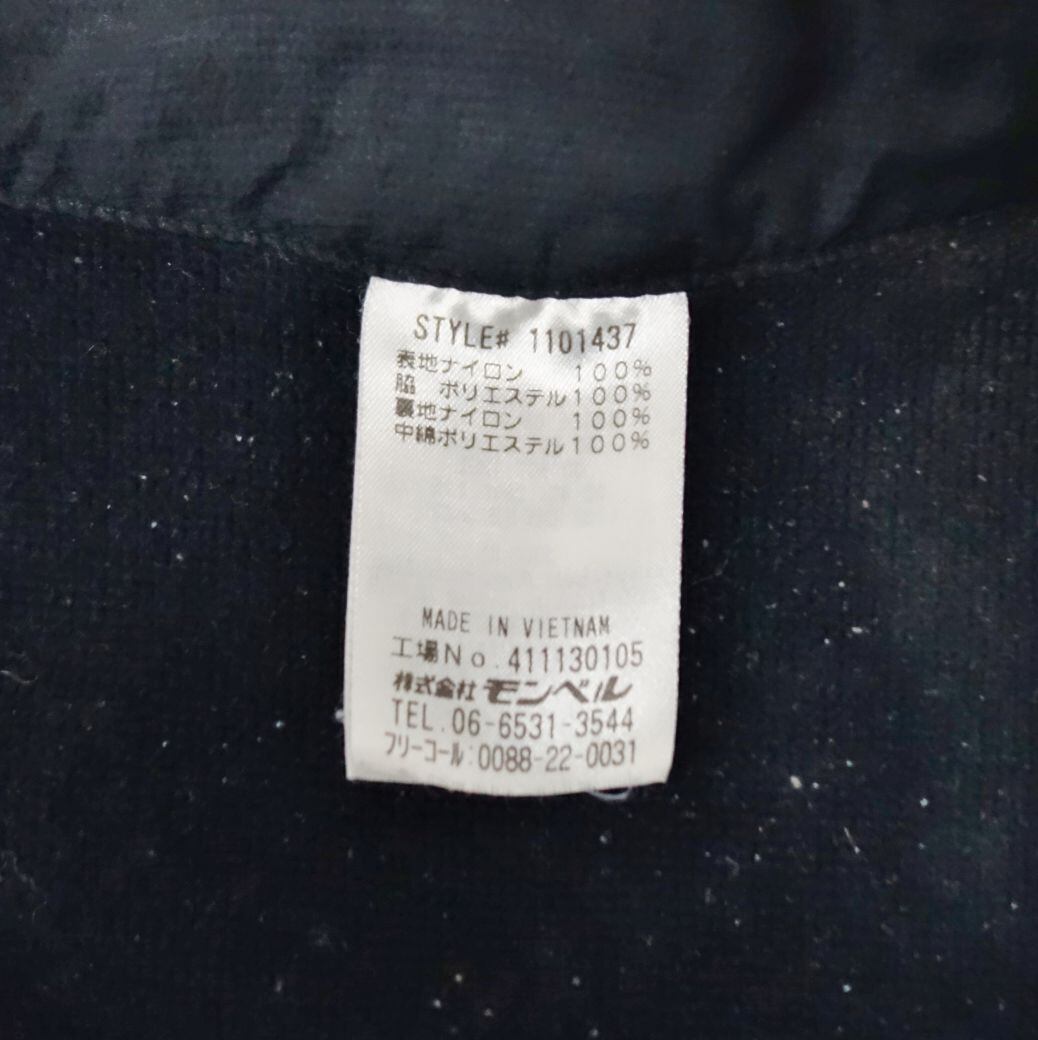 STYLE# 1101437
表地ナイロン 100%
脇 ポリエステル100%
裏地ナイロン 100%
中綿ポリエステル100%
MADE IN VIETNAM
工場No.411130105
株式会社モンベル
TEL.06-6531-3544
フリーコール:0088-22-0031